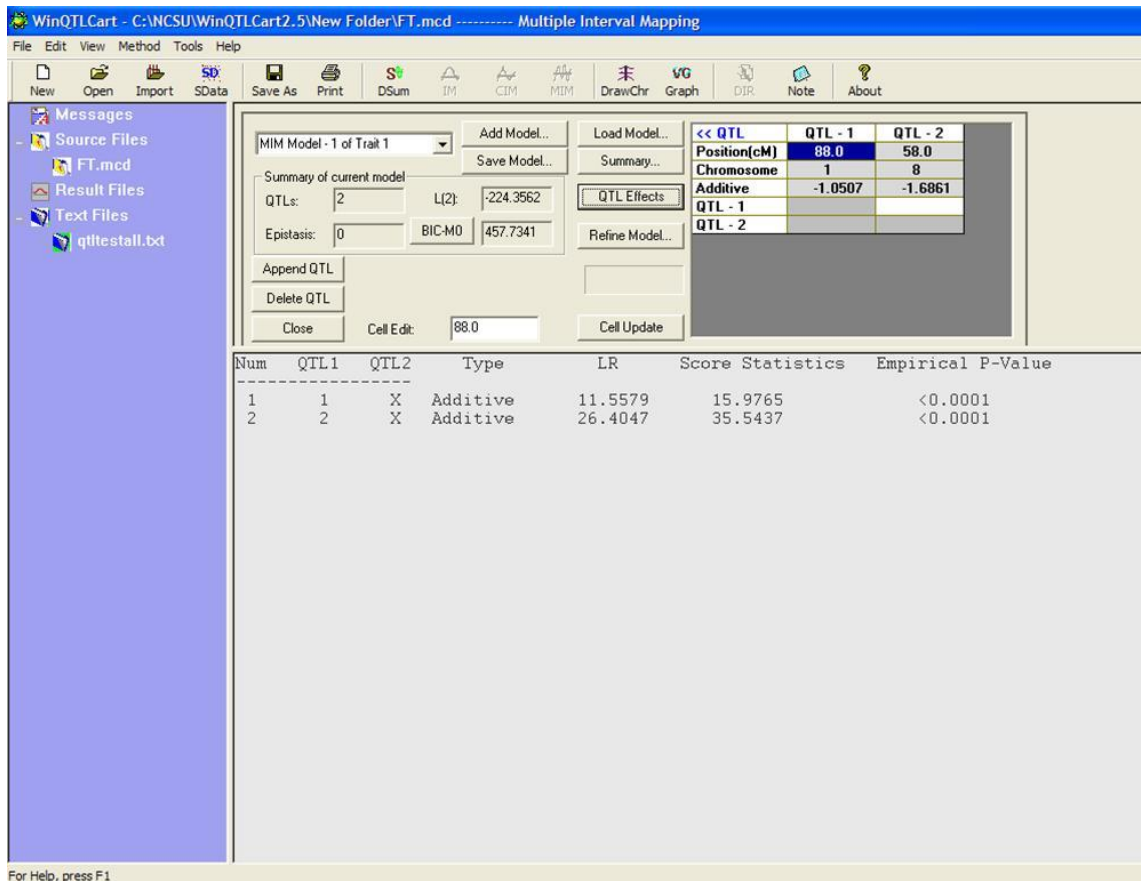 WinQTLCart - C:\NCSU\WinQTLCart2.5\New Folder\FT.mcd ---------- Multiple Interval Mapping
File Edit View Method Tools Help
SD S VG ?
New Open Import SData Save As Print DSum IM CIM MIM DrawChr Graph DIR Note About
Messages
Source Files
FT.mcd
Result Files
Text Files
qtltestall.txt
MIM Model - 1 of Trait 1
Add Model...
Save Model...
Load Model...
Summary...
Summary of current model
QTLs: 2 L(2): -224.3562
Epistasis: 0 BIC-M0 457.7341
QTL Effects
Refine Model...
Append QTL
Delete QTL
Close Cell Edit: 88.0 Cell Update
<< QTL QTL - 1 QTL - 2
Position(cM) 88.0 58.0
Chromosome 1 8
Additive -1.0507 -1.6861
QTL - 1
QTL - 2
Num QTL1 QTL2 Type LR Score Statistics Empirical P-Value
------------------
1 1 X Additive 11.5579 15.9765 <0.0001
2 2 X Additive 26.4047 35.5437 <0.0001
For Help, press F1